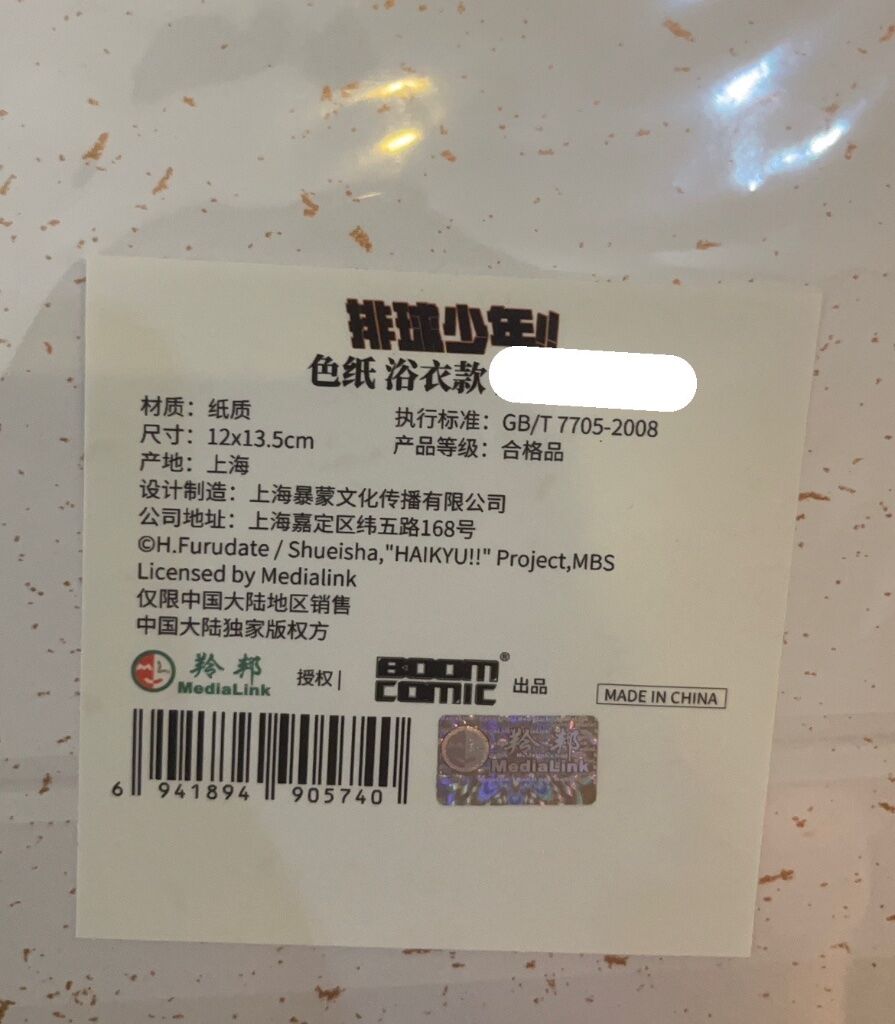 排球少年!!
色纸 浴衣款
材质：纸质
执行标准：GB/T 7705-2008
尺寸：12x13.5cm
产品等级：合格品
产地：上海
设计制造：上海暴蒙文化传播有限公司
公司地址：上海嘉定区纬五路168号
©H.Furudate / Shueisha,"HAIKYU!!" Project,MBS
Licensed by Medialink
仅限中国大陆地区销售
中国大陆独家版权方
羚邦 MediaLink 授权| BOOM COMIC® 出品
MADE IN CHINA
6 941894 905740
羚邦
MediaLink